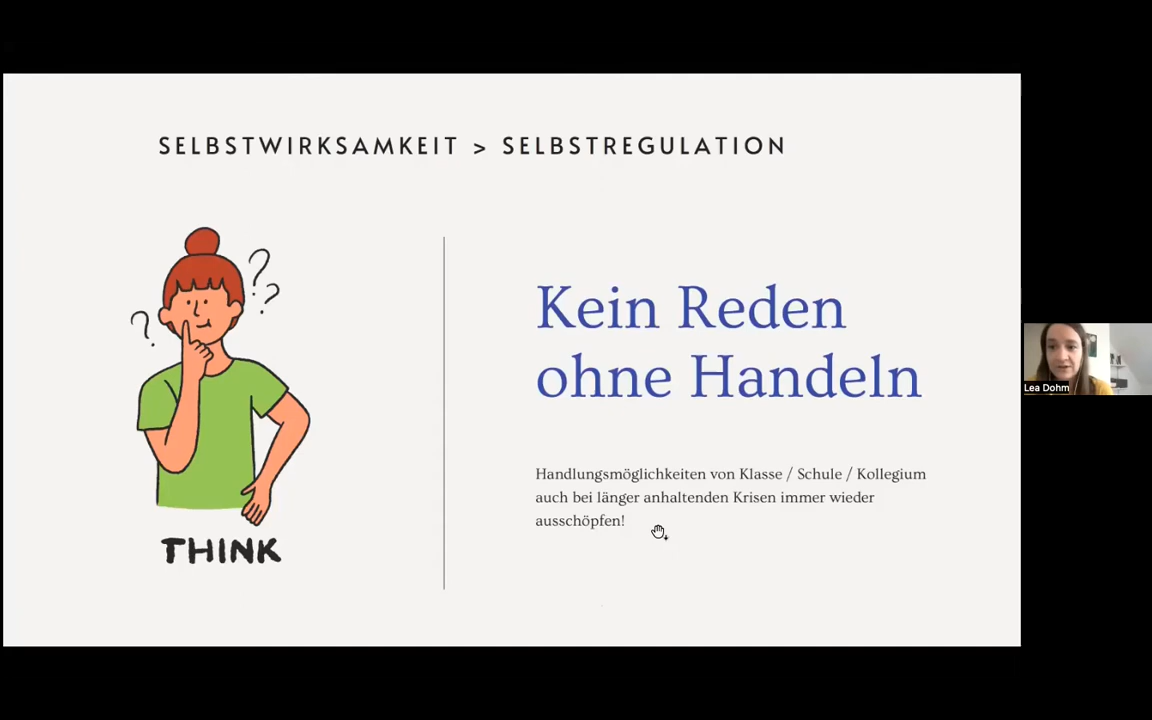 SELBSTWIRKSAMKEIT > SELBSTREGULATION
? ? ?
THINK
Kein Reden
ohne Handeln
Handlungsmöglichkeiten von Klasse / Schule / Kollegium
auch bei länger anhaltenden Krisen immer wieder
ausschöpfen!
Lea Dohm